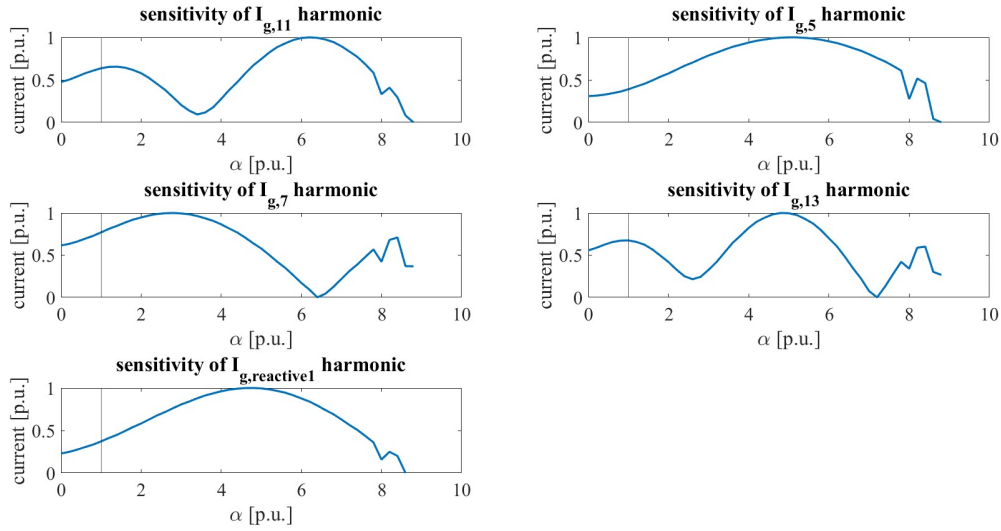 sensitivity of I_g,11 harmonic
current [p.u.]
1
0.5
0
0 2 4 6 8 10
α [p.u.]
sensitivity of I_g,5 harmonic
current [p.u.]
1
0.5
0
0 2 4 6 8 10
α [p.u.]
sensitivity of I_g,7 harmonic
current [p.u.]
1
0.5
0
0 2 4 6 8 10
α [p.u.]
sensitivity of I_g,13 harmonic
current [p.u.]
1
0.5
0
0 2 4 6 8 10
α [p.u.]
sensitivity of I_g,reactive1 harmonic
current [p.u.]
1
0.5
0
0 2 4 6 8 10
α [p.u.]